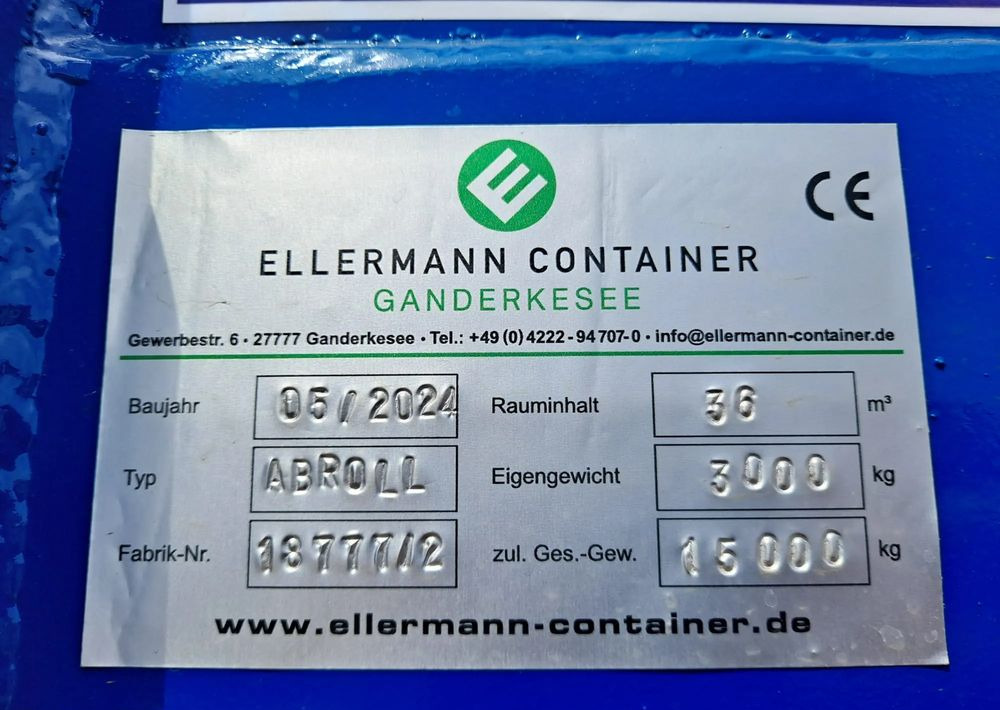 CE
ELLERMANN CONTAINER
GANDERKESEE
Gewerbestr. 6 · 27777 Ganderkesee · Tel.: +49 (0) 4222 - 94 707-0 · info@ellermann-container.de
Baujahr 05/2024 Rauminhalt 36 m³
Typ ABROLL Eigengewicht 3000 kg
Fabrik-Nr. 18777/2 zul. Ges.-Gew. 15000 kg
www.ellermann-container.de